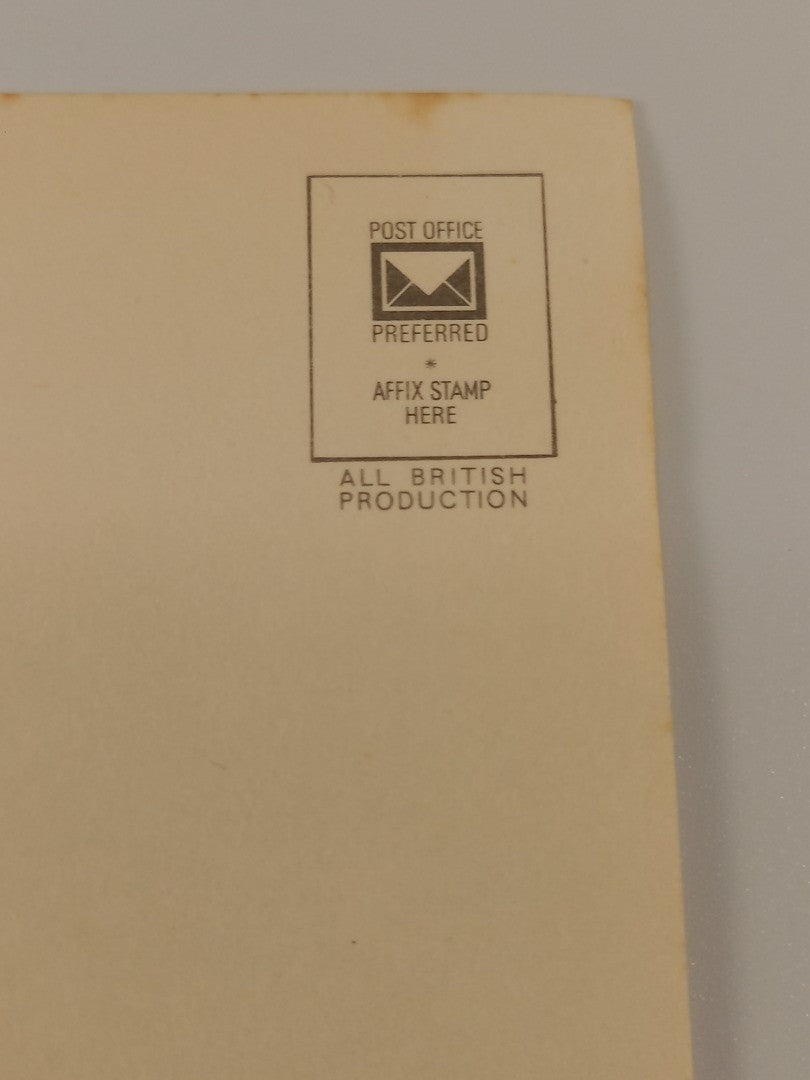 POST OFFICE
PREFERRED
*
AFFIX STAMP
HERE
ALL BRITISH
PRODUCTION